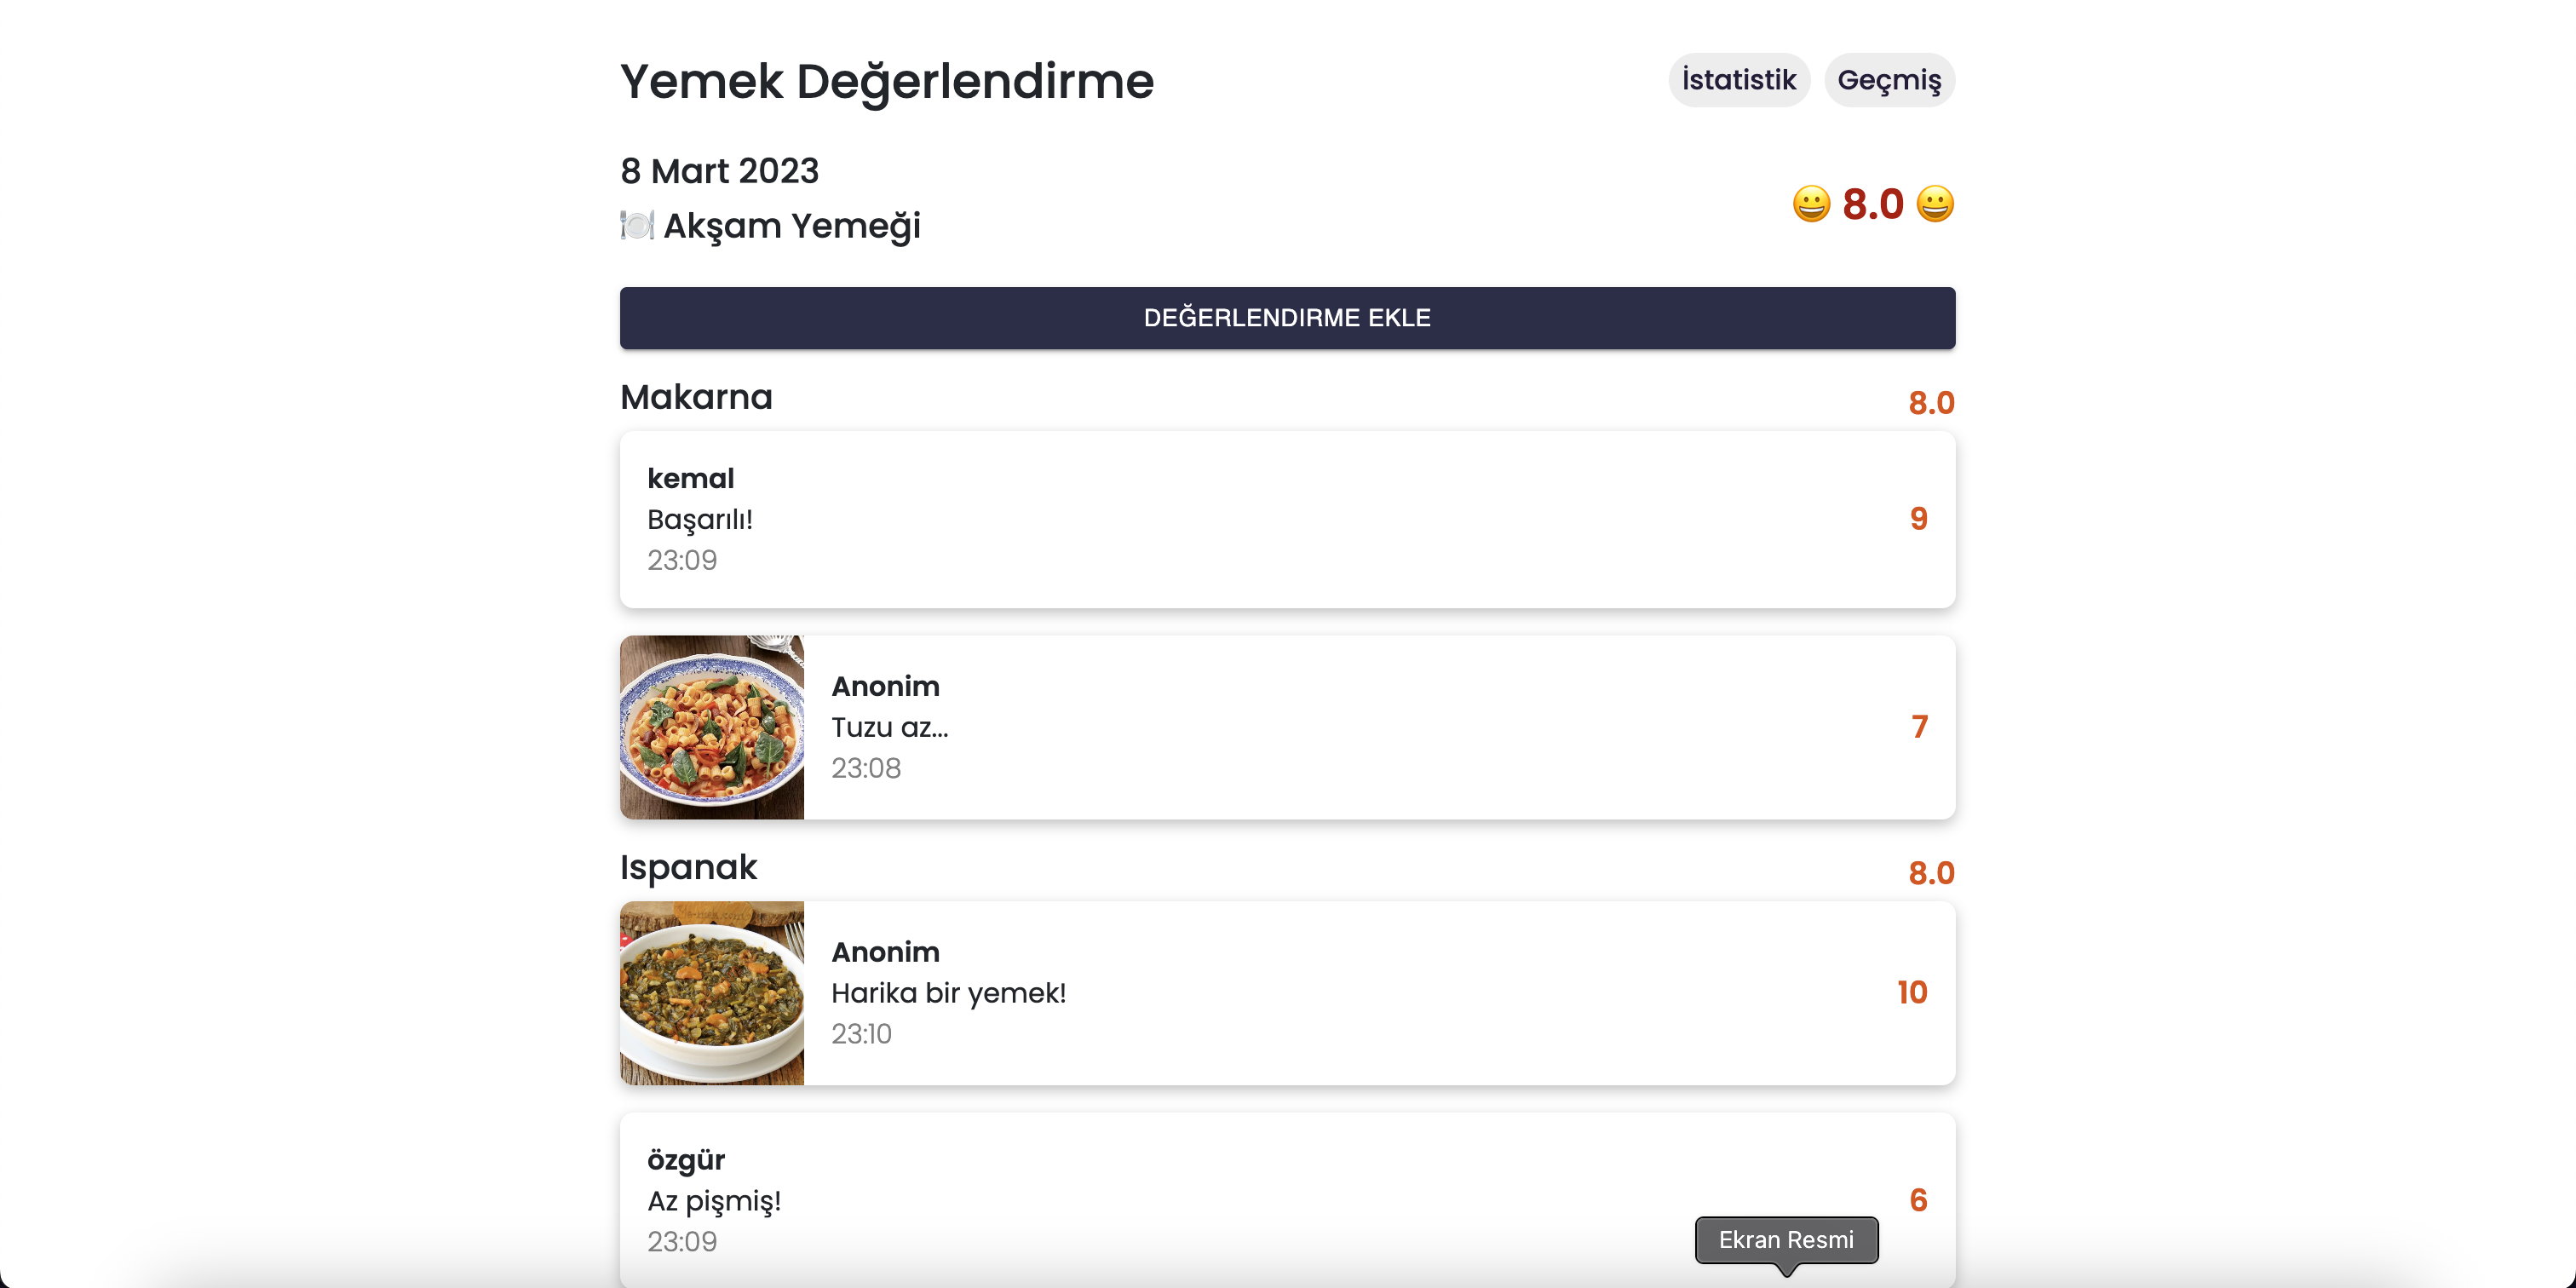 Yemek Değerlendirme
İstatistik Geçmiş
8 Mart 2023
🍽️ Akşam Yemeği
😀 8.0 😀
DEĞERLENDİRME EKLE
Makarna 8.0
kemal
Başarılı!
9
23:09
Anonim
Tuzu az...
7
23:08
Ispanak 8.0
Anonim
Harika bir yemek!
10
23:10
özgür
Az pişmiş!
6
23:09
Ekran Resmi